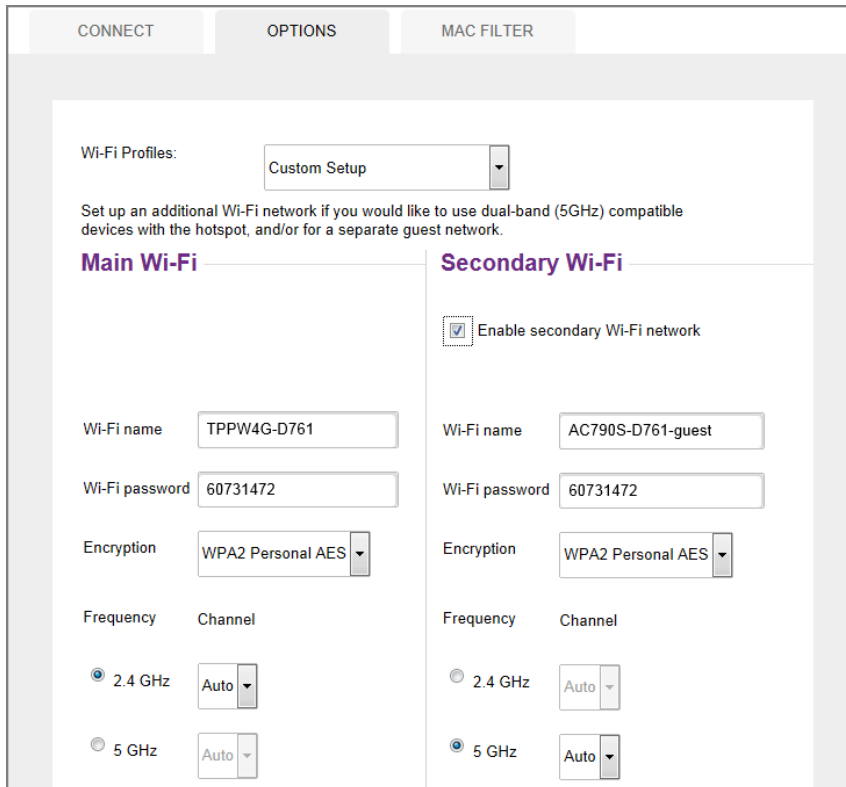 CONNECT OPTIONS MAC FILTER
Wi-Fi Profiles: Custom Setup
Set up an additional Wi-Fi network if you would like to use dual-band (5GHz) compatible
devices with the hotspot, and/or for a separate guest network.
Main Wi-Fi
Wi-Fi name TPPW4G-D761
Wi-Fi password 60731472
Encryption WPA2 Personal AES
Frequency Channel
2.4 GHz Auto
5 GHz Auto
Secondary Wi-Fi
Enable secondary Wi-Fi network
Wi-Fi name AC790S-D761-guest
Wi-Fi password 60731472
Encryption WPA2 Personal AES
Frequency Channel
2.4 GHz Auto
5 GHz Auto